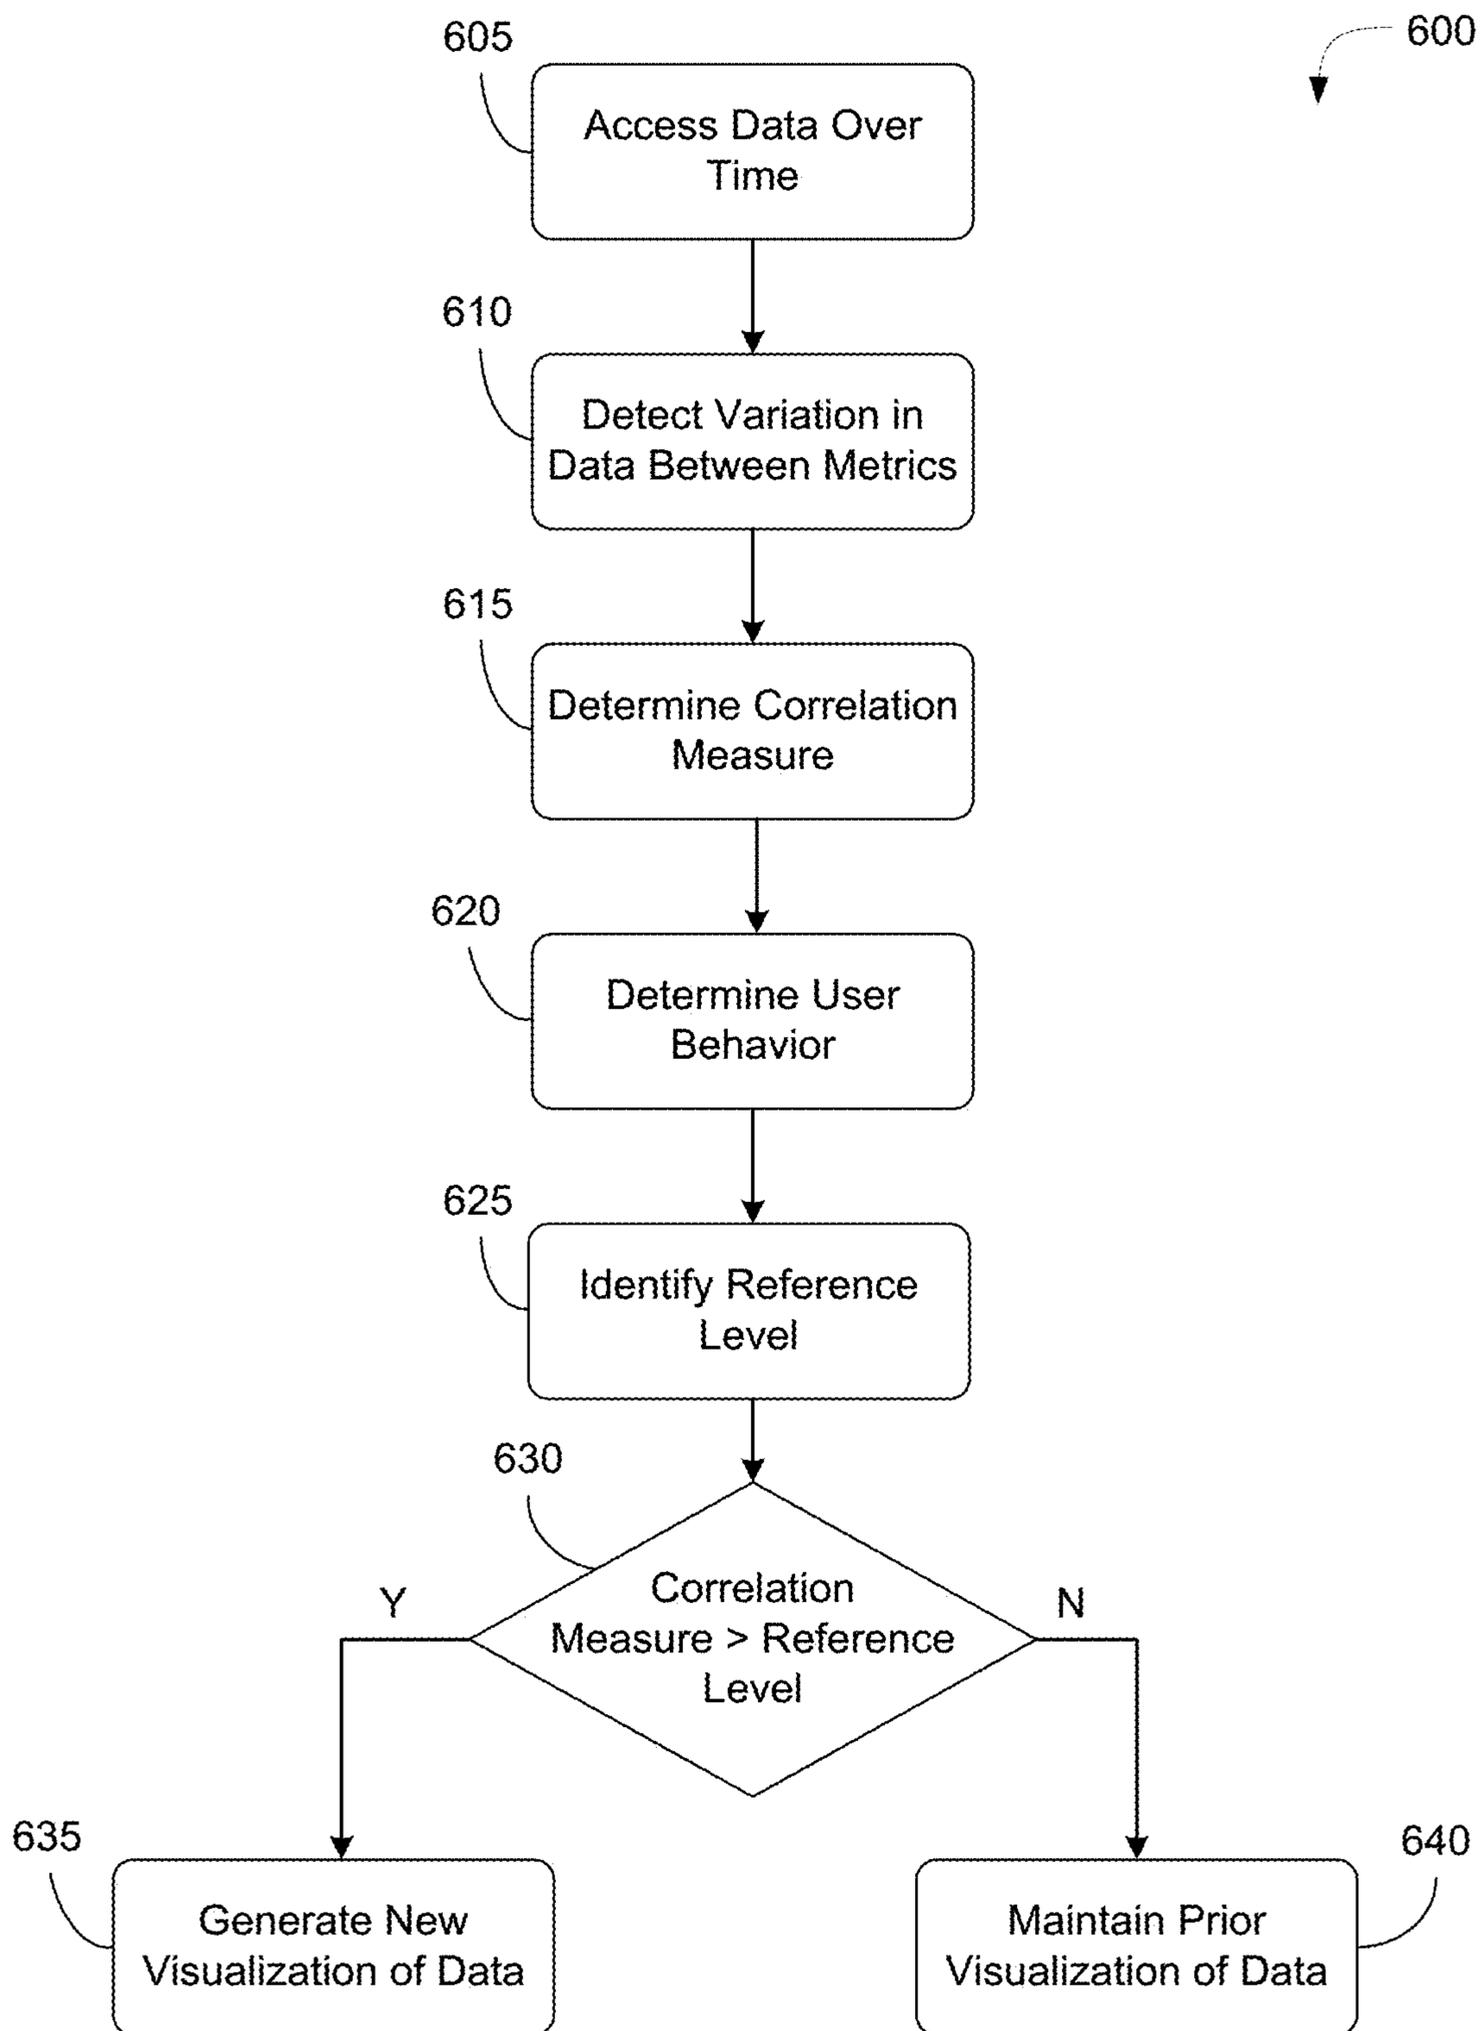 600
605
Access Data Over
Time
610
Detect Variation in
Data Between Metrics
615
Determine Correlation
Measure
620
Determine User
Behavior
625
Identify Reference
Level
630
Correlation
Measure > Reference
Level
Y
N
635
Generate New
Visualization of Data
640
Maintain Prior
Visualization of Data